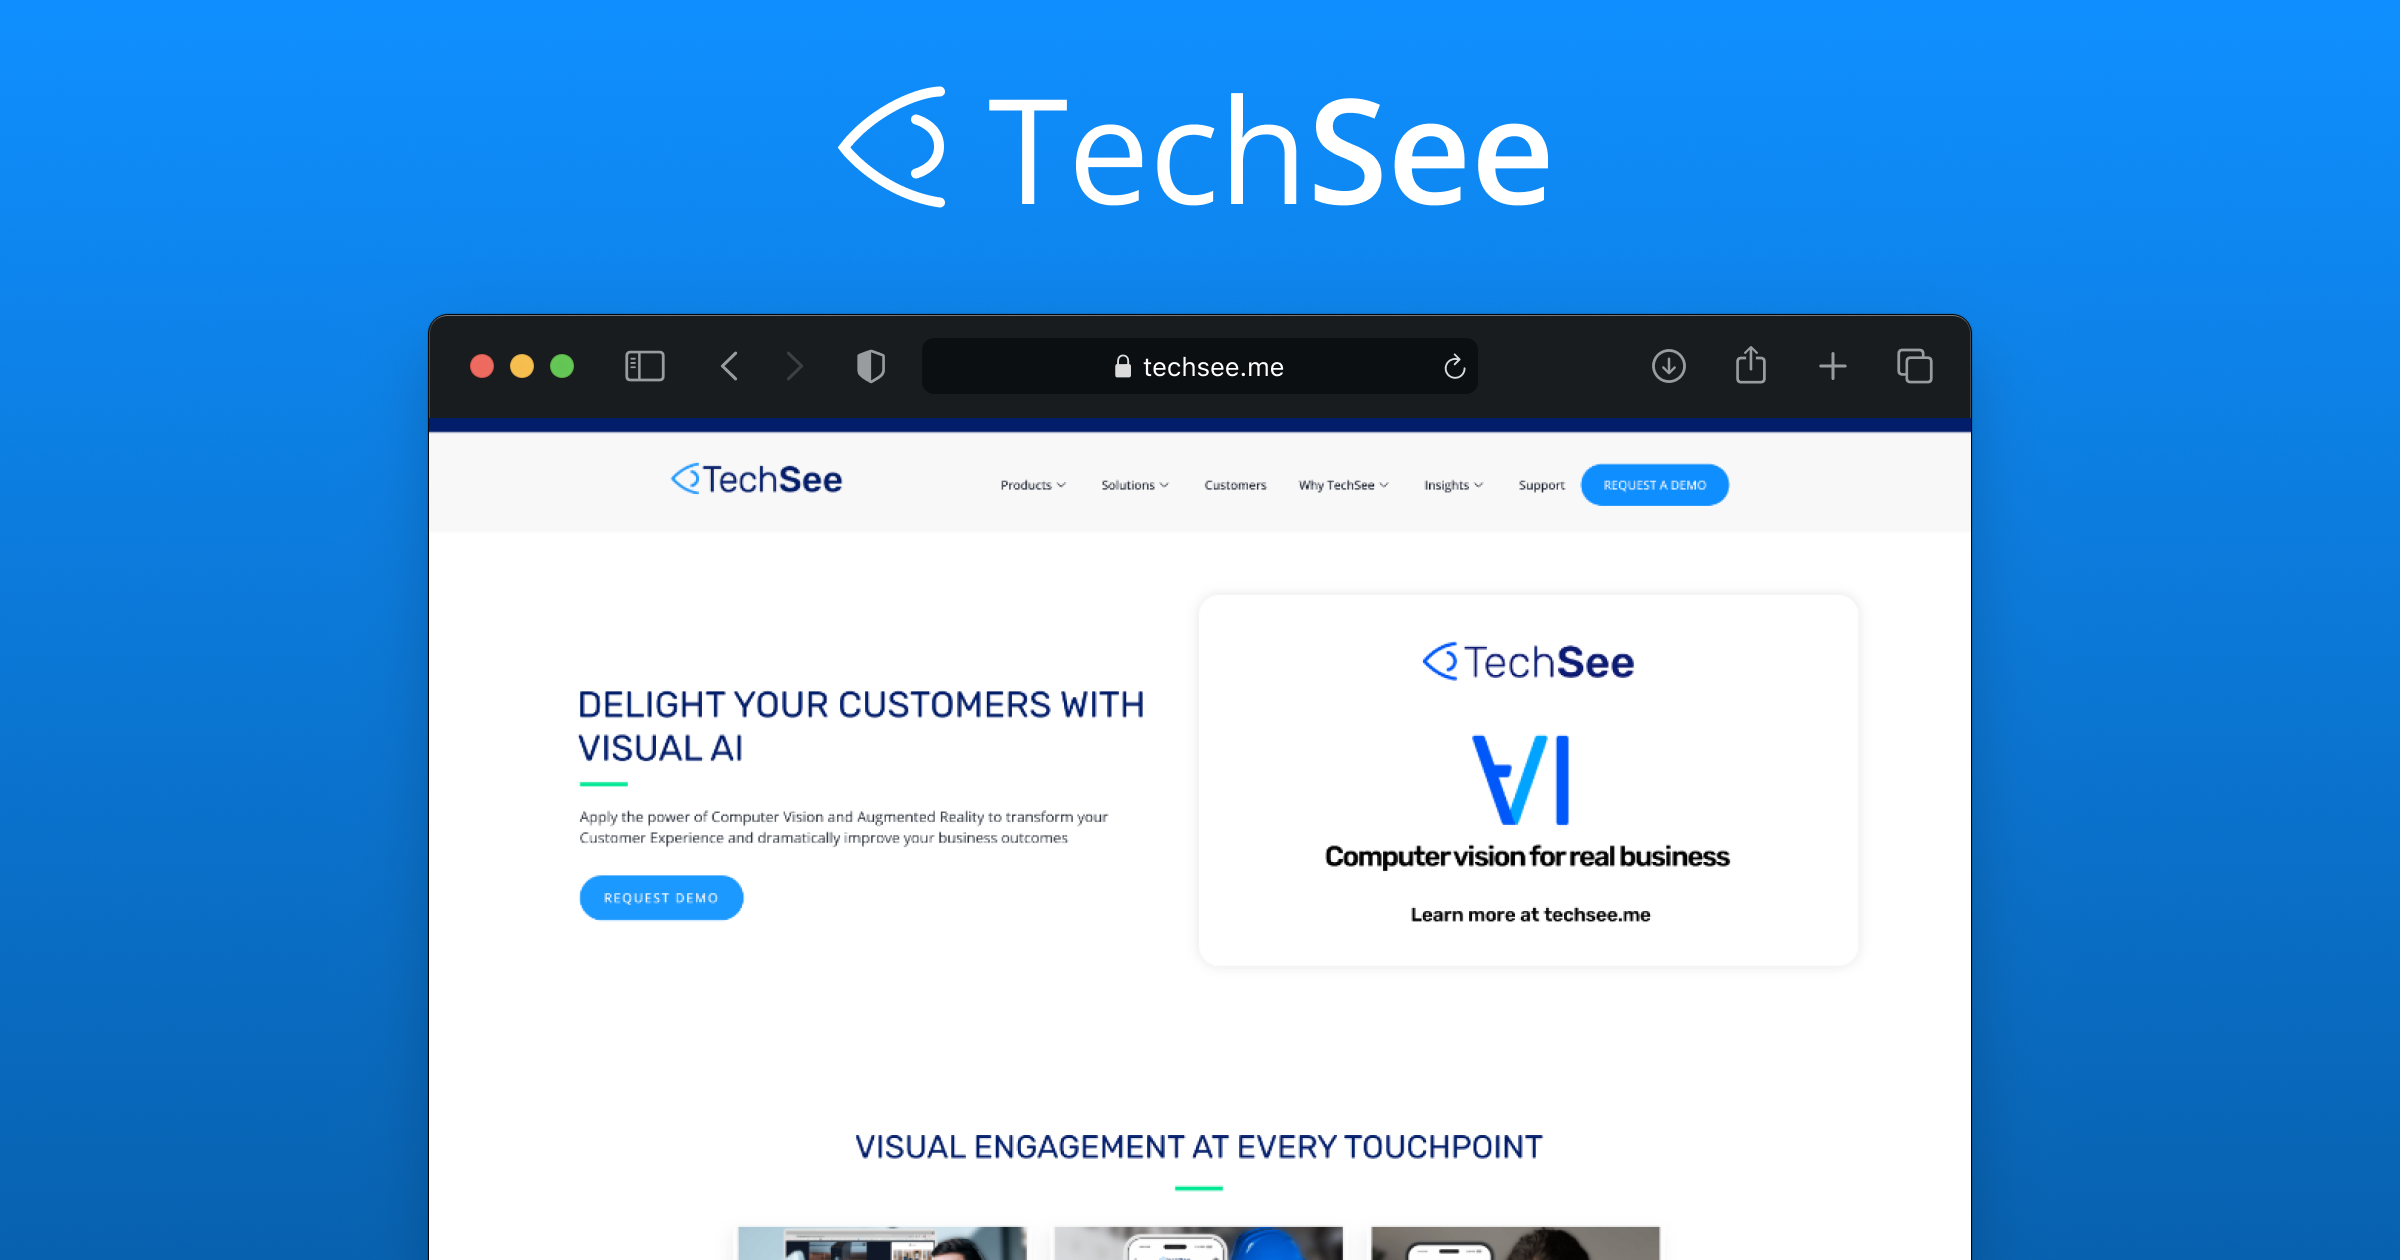 TechSee
techsee.me
TechSee
Products
Solutions
Customers
Why TechSee
Insights
Support
REQUEST A DEMO
DELIGHT YOUR CUSTOMERS WITH
VISUAL AI
Apply the power of Computer Vision and Augmented Reality to transform your
Customer Experience and dramatically improve your business outcomes
REQUEST DEMO
TechSee
VI
Computer vision for real business
Learn more at techsee.me
VISUAL ENGAGEMENT AT EVERY TOUCHPOINT